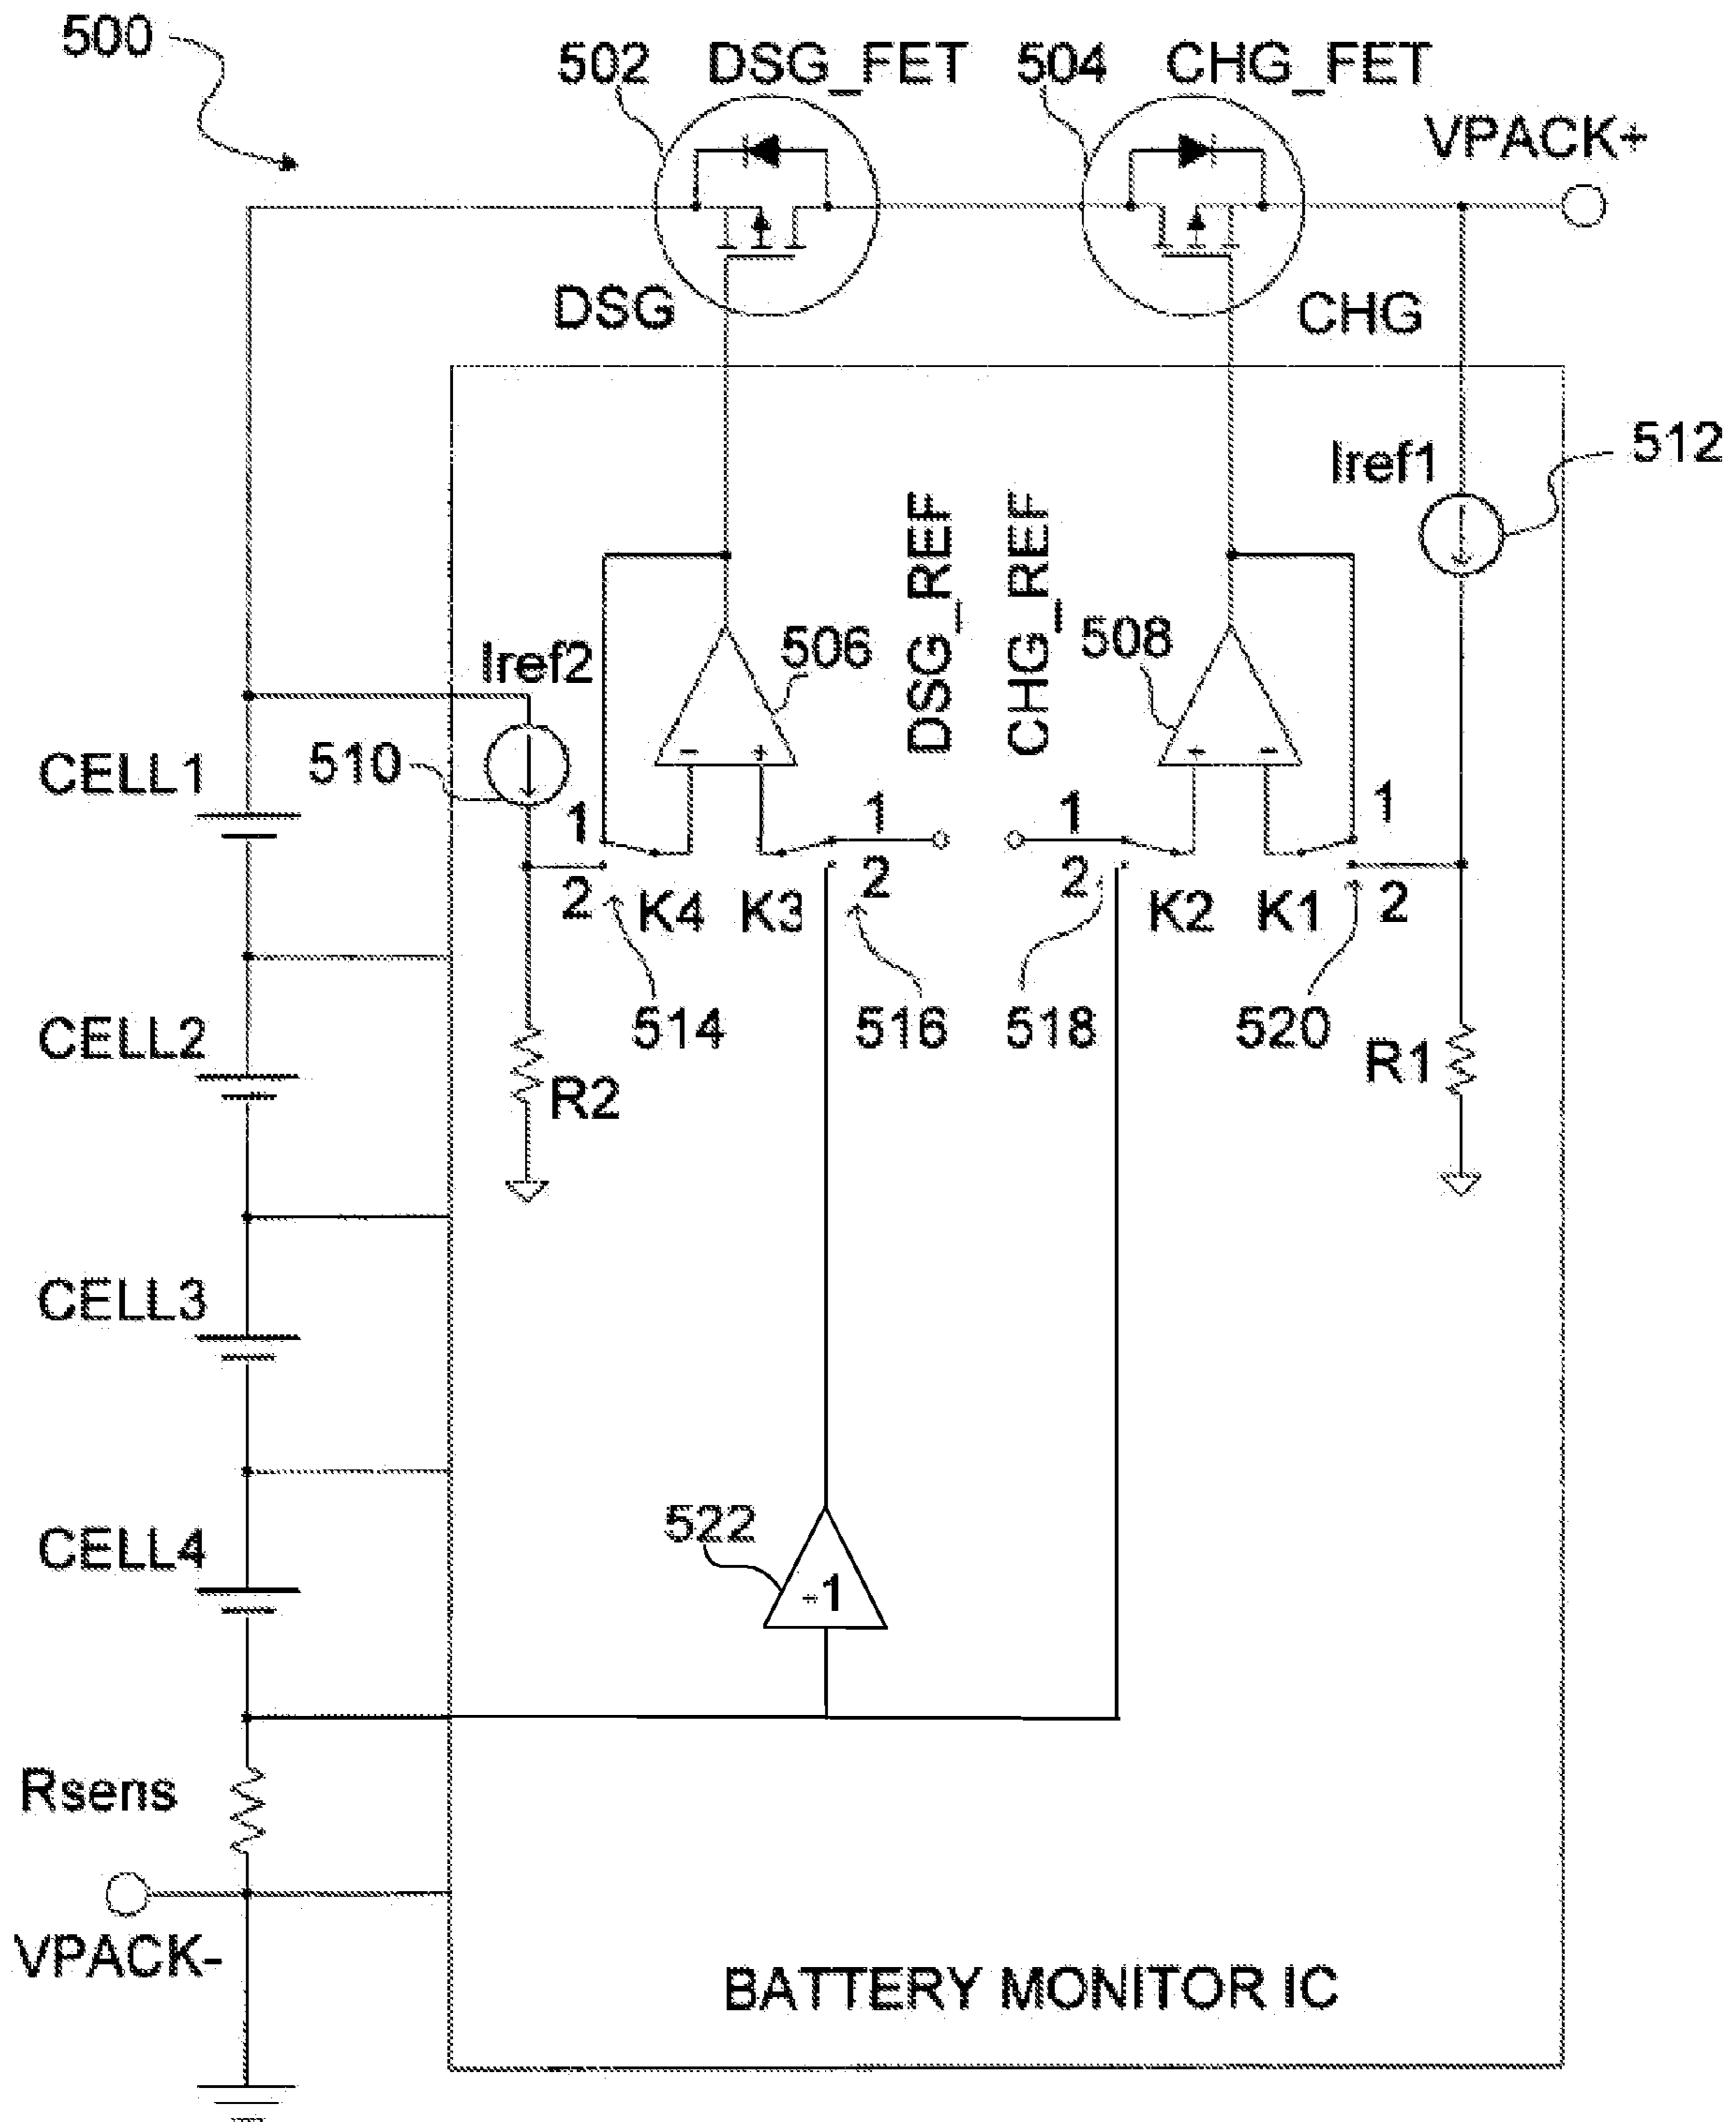 500
502 DSG_FET 504 CHG_FET
VPACK+
DSG CHG
Iref1 512
DSG_REF
CHG_REF
Iref2 506 508
CELL1 510
- + + -
1 1 1 1
2 2 2 2
K4 K3 K2 K1
514 516 518 520
CELL2 R2 R1
CELL3
522
CELL4
-1
Rsens
VPACK-
BATTERY MONITOR IC